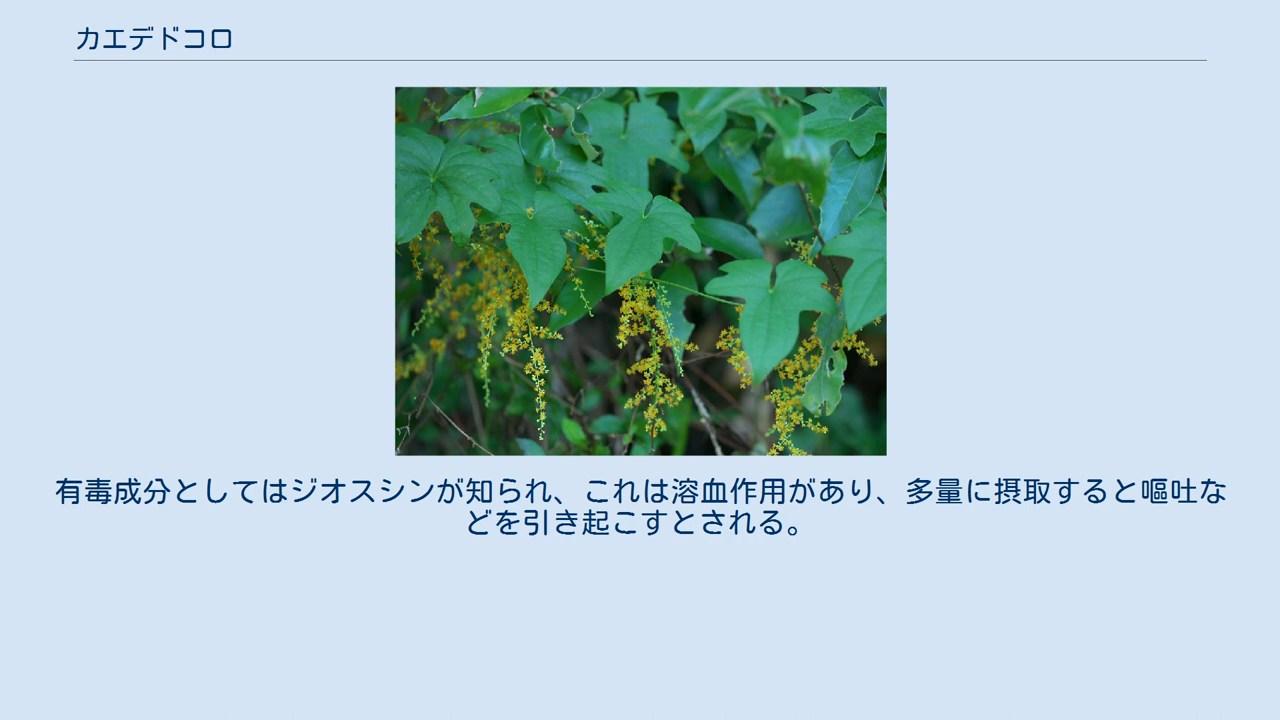 カエデドコロ
有毒成分としてはジオスシンが知られ、これは溶血作用があり、多量に摂取すると嘔吐な
どを引き起こすとされる。